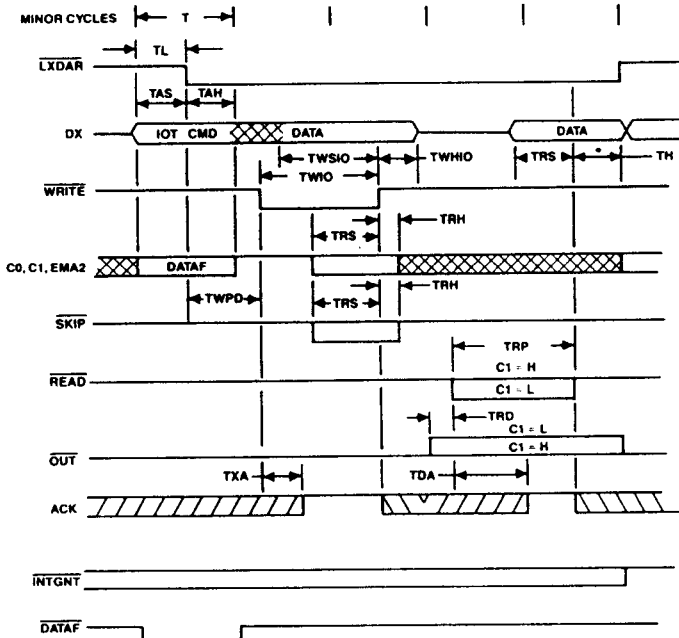 MINOR CYCLES T
TL
LXDAR
TAS TAH
DX IOT CMD DATA DATA
TWSIO TWHIO TRS * TH
TWIO
WRITE
TRH
TRS
C0, C1, EMA2 DATAF
TRH
TWPD TRS
SKIP
TRP
C1 = H
READ C1 = L
TRD
C1 = L
C1 = H
OUT
TXA TDA
ACK
INTGNT
DATAF